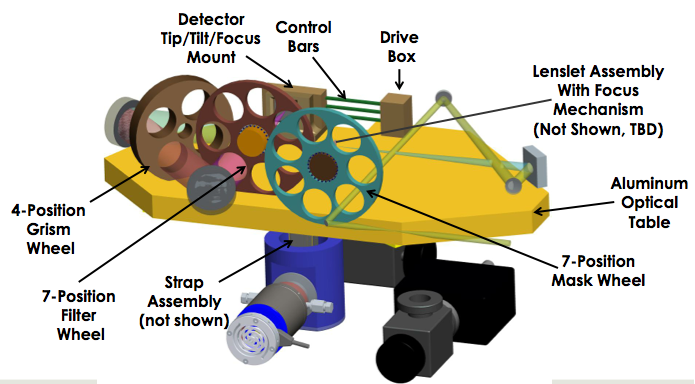 Detector
Tip/Tilt/Focus
Mount
Control
Bars
Drive
Box
Lenslet Assembly
With Focus
Mechanism
(Not Shown, TBD)
Aluminum
Optical
Table
7-Position
Mask Wheel
4-Position
Grism
Wheel
7-Position
Filter
Wheel
Strap
Assembly
(not shown)